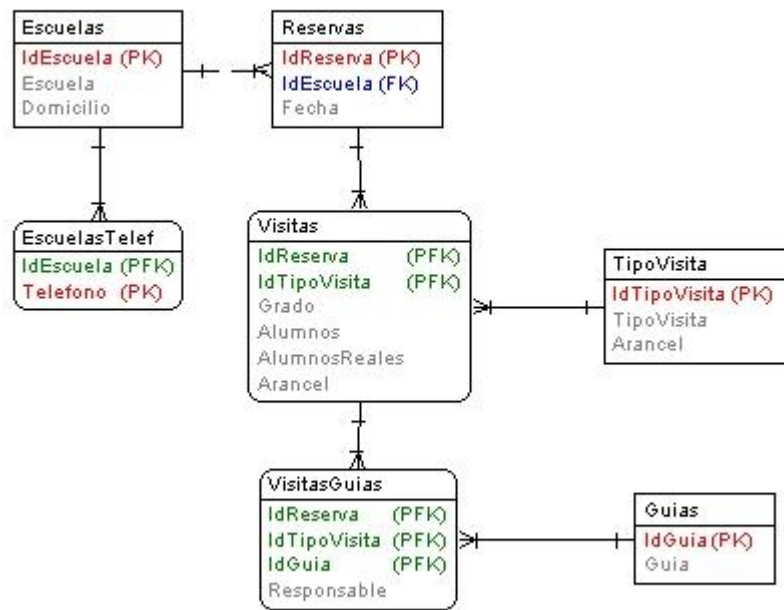 Escuelas
IdEscuela (PK)
Escuela
Domicilio
Reservas
IdReserva (PK)
IdEscuela (FK)
Fecha
EscuelasTelef
IdEscuela (PFK)
Telefono (PK)
Visitas
IdReserva (PFK)
IdTipoVisita (PFK)
Grado
Alumnos
AlumnosReales
Arancel
TipoVisita
IdTipoVisita (PK)
TipoVisita
Arancel
VisitasGuias
IdReserva (PFK)
IdTipoVisita (PFK)
IdGuia (PFK)
Responsable
Guias
IdGuia (PK)
Guia